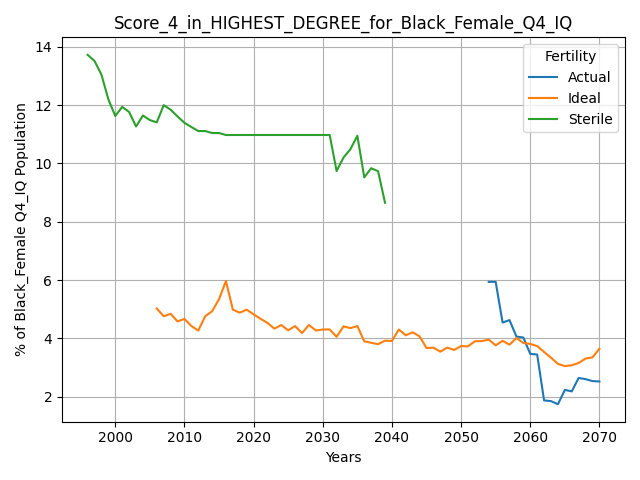 Score_4_in_HIGHEST_DEGREE_for_Black_Female_Q4_IQ
Fertility
Actual
Ideal
Sterile
% of Black_Female Q4_IQ Population
14
12
10
8
6
4
2
2000 2010 2020 2030 2040 2050 2060 2070
Years